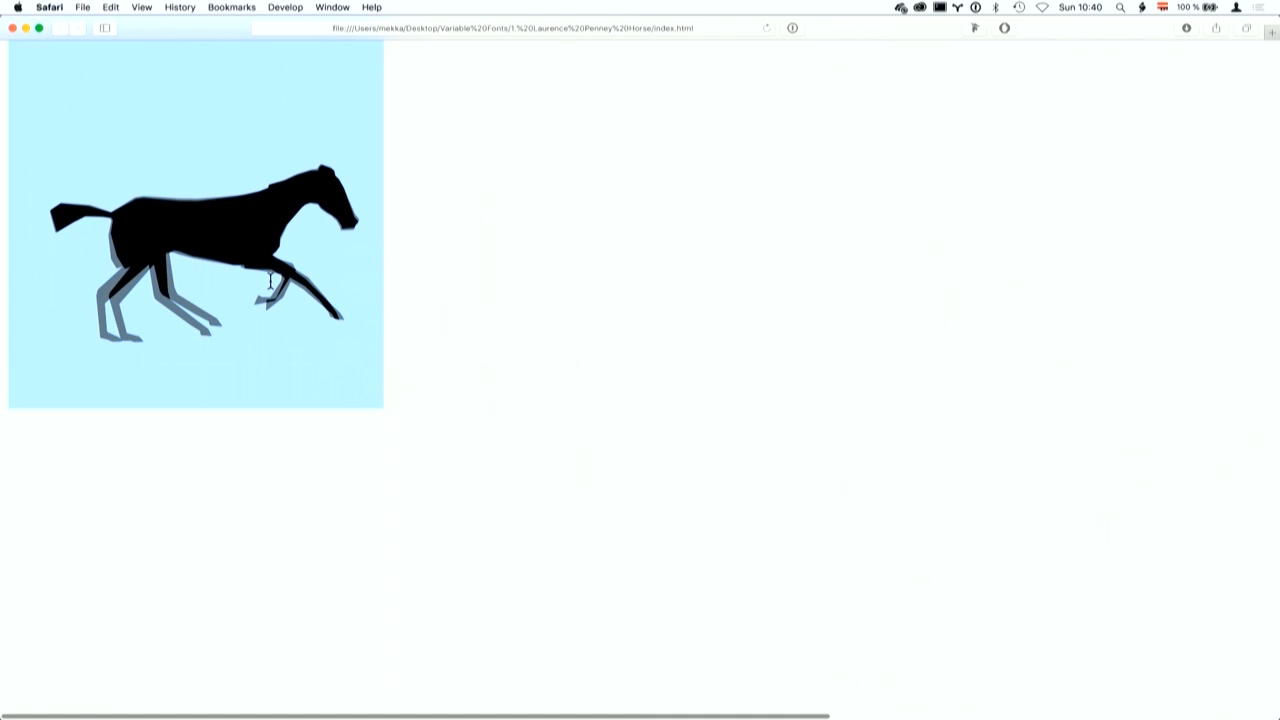 Safari File Edit View History Bookmarks Develop Window Help Sun 10:40 100 %
file:///Users/mekka/Desktop/Variable%20Fonts/1.%20Laurence%20Penney%20Horse/index.html